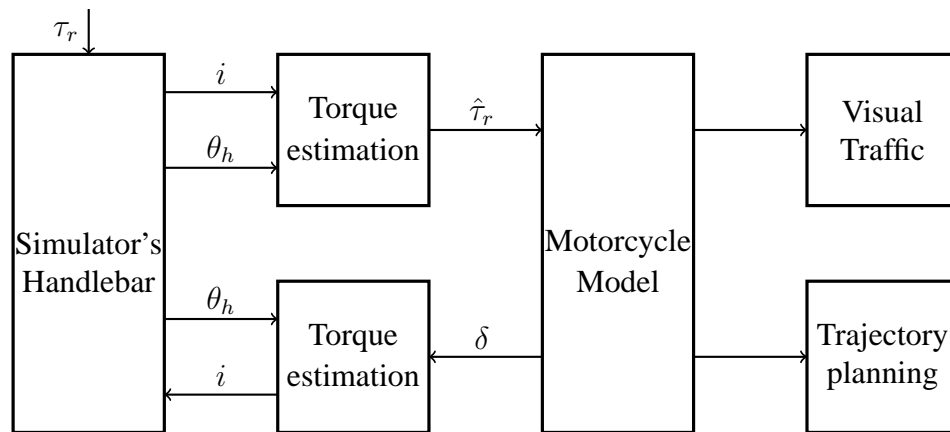 τ_r
i
θ_h
Torque
estimation
τ̂_r
Visual
Traffic
Simulator's
Handlebar
Motorcycle
Model
θ_h
i
Torque
estimation
δ
Trajectory
planning